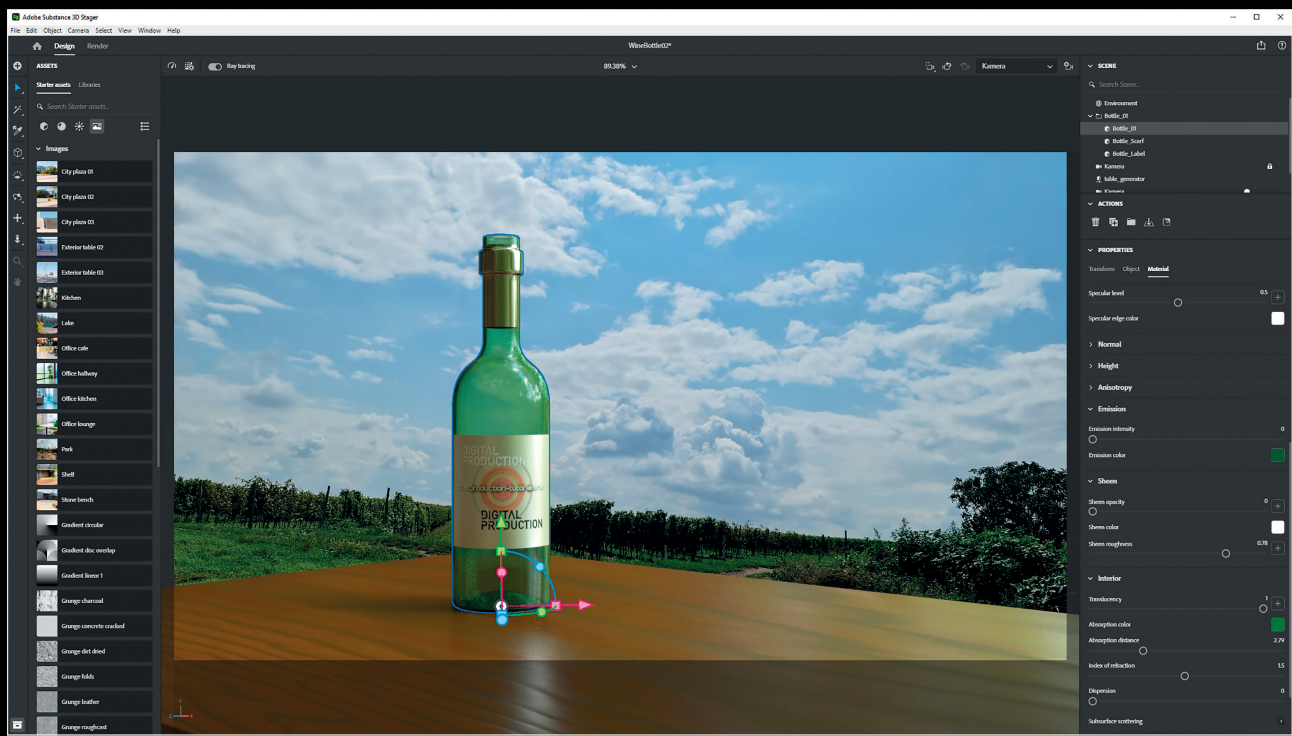 Adobe Substance 3D Stager
File Edit Object Camera Select View Window Help
Design Render WineBottle02*
ASSETS
Starter assets Libraries
Search Starter assets..
Images
City plaza 01
City plaza 02
City plaza 03
Exterior table 02
Exterior table 03
Kitchen
Lake
Office cafe
Office hallway
Office kitchen
Office lounge
Park
Shelf
Stone bench
Gradient circular
Gradient disc overlap
Gradient linear 1
Grunge charcoal
Grunge concrete cracked
Grunge dirt dried
Grunge folds
Grunge leather
Grunge roughcast
Ray tracing 89.38% Kamera
DIGITAL
PRODUCTION
DIGITAL
PRODUCTION
Y
Z X
SCENE
Search Scene..
Environment
Bottle_01
Bottle_01
Bottle_Scarf
Bottle_Label
Kamera
table_generator
Kamera
ACTIONS
PROPERTIES
Transform Object Material
Specular level 0.5
Specular edge color
Normal
Height
Anisotropy
Emission
Emission intensity 0
Emission color
Sheen
Sheen opacity 0
Sheen color
Sheen roughness 0.78
Interior
Translucency 1
Absorption color
Absorption distance 2.79
Index of refraction 1.5
Dispersion 0
Subsurface scattering